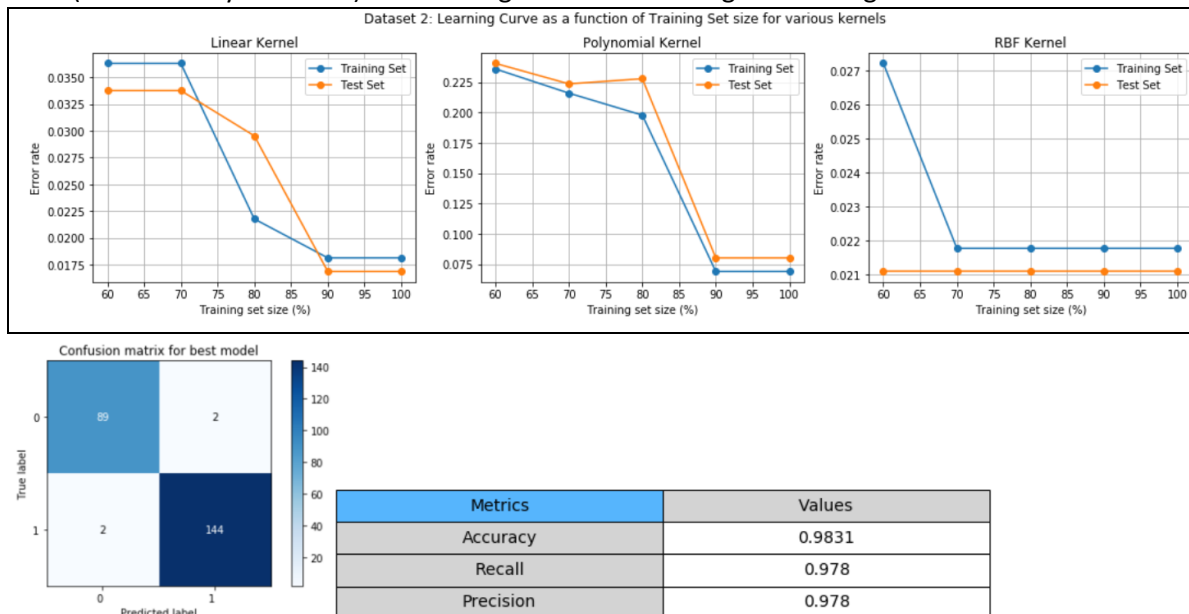 Dataset 2: Learning Curve as a function of Training Set size for various kernels
Linear Kernel
Polynomial Kernel
RBF Kernel
Training Set
Test Set
Training Set
Test Set
Training Set
Test Set
Error rate
0.0350
0.0325
0.0300
0.0275
0.0250
0.0225
0.0200
0.0175
60 65 70 75 80 85 90 95 100
Training set size (%)
Error rate
0.225
0.200
0.175
0.150
0.125
0.100
0.075
60 65 70 75 80 85 90 95 100
Training set size (%)
Error rate
0.027
0.026
0.025
0.024
0.023
0.022
0.021
60 65 70 75 80 85 90 95 100
Training set size (%)
Confusion matrix for best model
True label
0
1
89 2
2 144
0 1
Predicted label
140
120
100
80
60
40
20
Metrics Values
Accuracy 0.9831
Recall 0.978
Precision 0.978